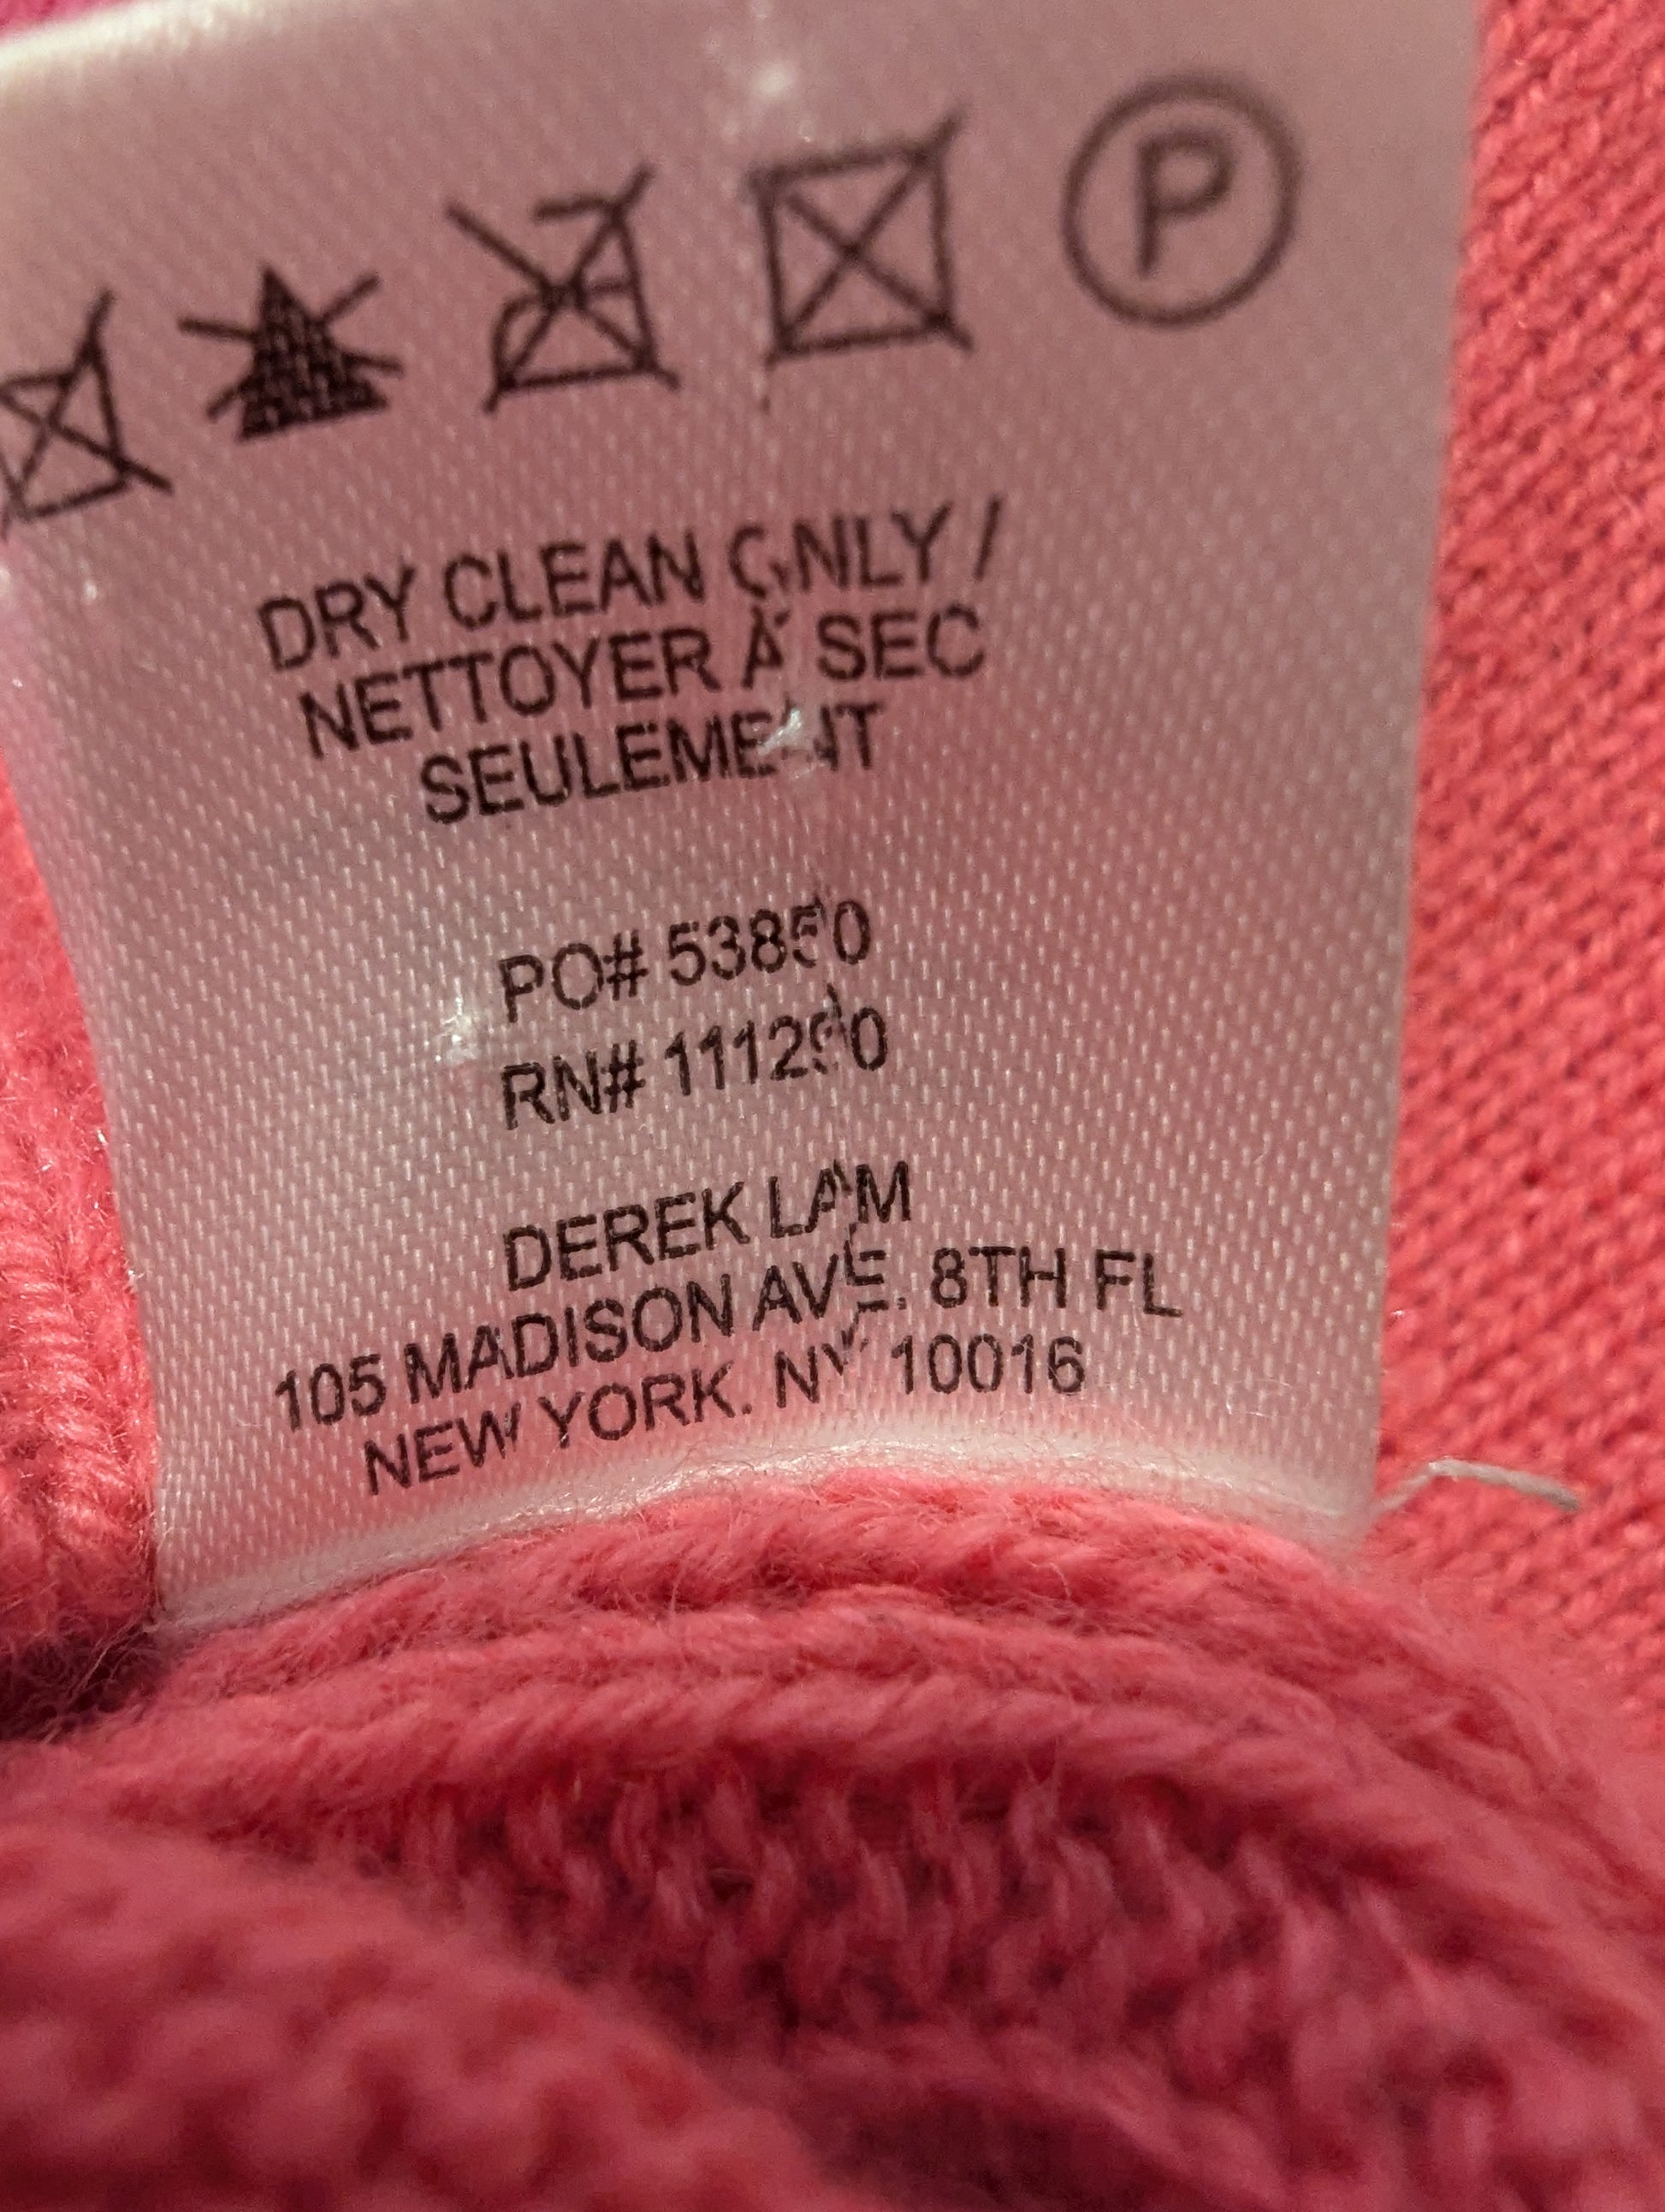 P
DRY CLEAN ONLY /
NETTOYER À SEC
SEULEMENT
PO# 53850
RN#
DEREK LAM
105 MADISON AVE. 8TH FL
NEW YORK. NY 10016